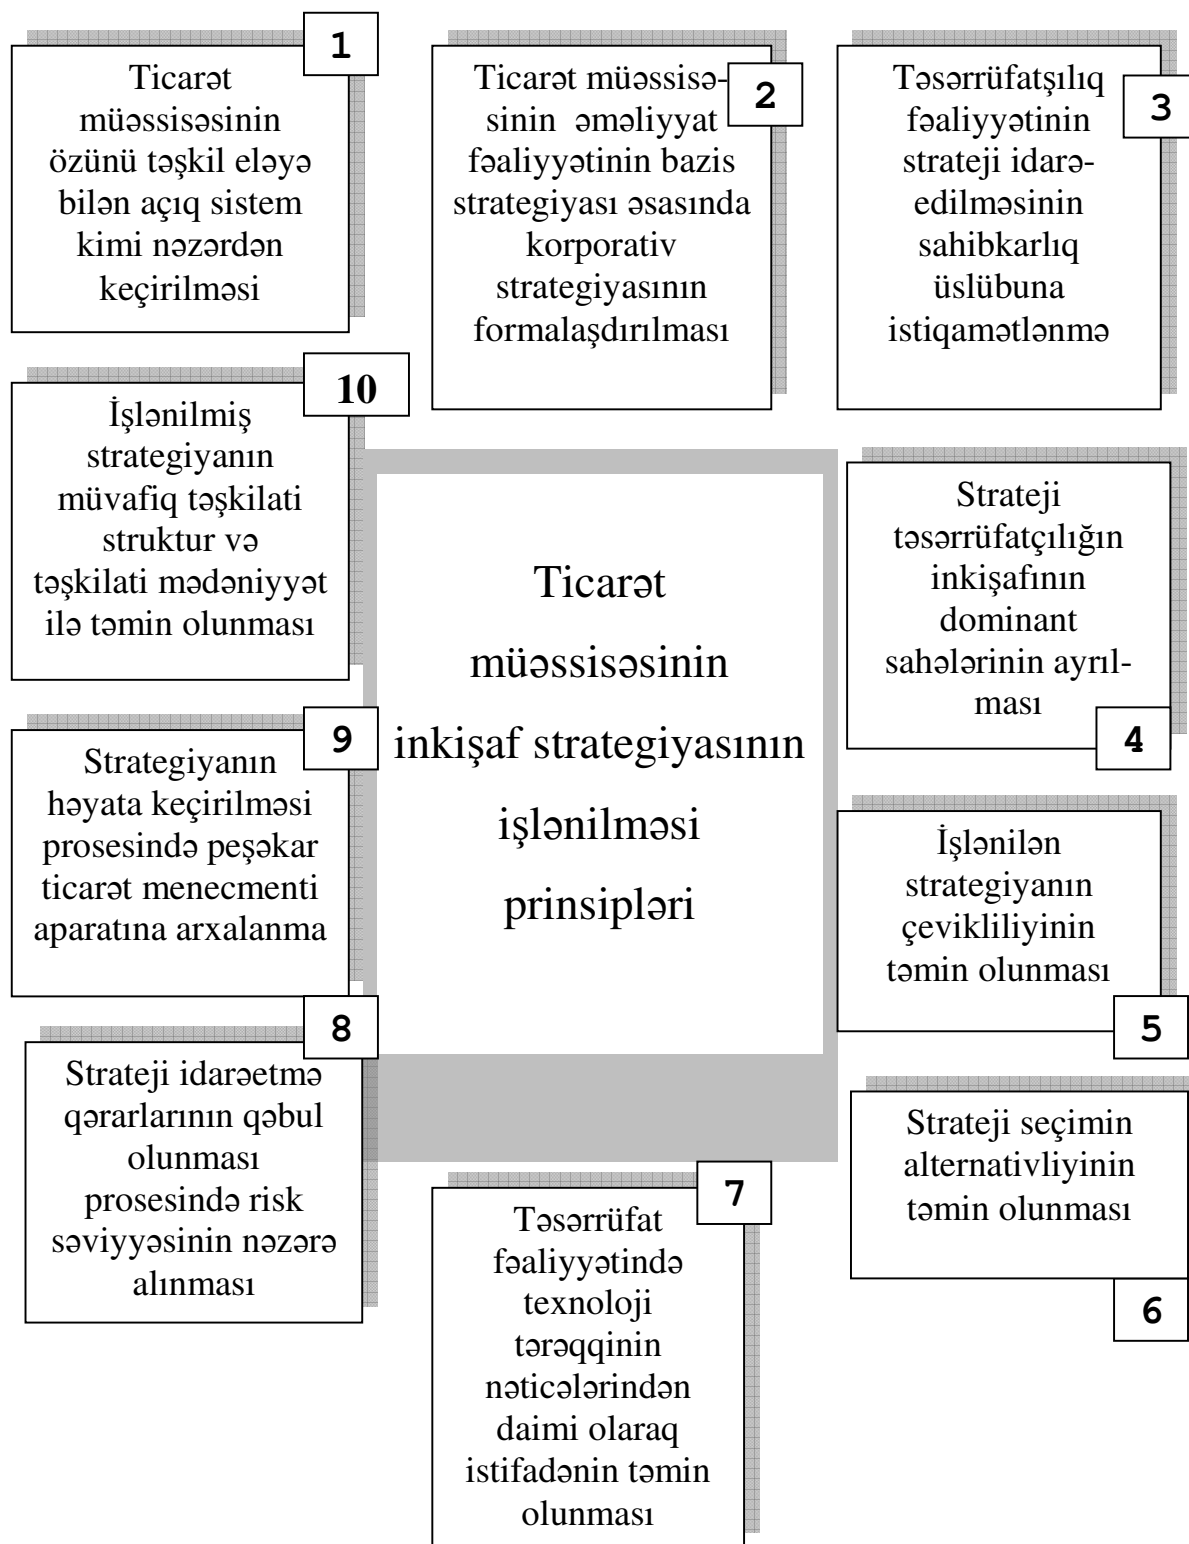 1
Ticarət
müəssisəsinin
özünü təşkil eləyə
bilən açıq sistem
kimi nəzərdən
keçirilməsi
2
Ticarət müəssisə-
sinin əməliyyat
fəaliyyətinin bazis
strategiyası əsasında
korporativ
strategiyasının
formalaşdırılması
3
Təsərrüfatşılıq
fəaliyyətinin
strateji idarə-
edilməsinin
sahibkarlıq
üslübuna
istiqamətlənmə
10
İşlənilmiş
strategiyanın
müvafiq təşkilati
struktur və
təşkilati mədəniyyət
ilə təmin olunması
Ticarət
müəssisəsinin
inkişaf strategiyasının
işlənilməsi
prinsipləri
Strateji
təsərrüfatçılığın
inkişafının
dominant
sahələrinin ayrıl-
ması
4
9
Strategiyanın
həyata keçirilməsi
prosesində peşəkar
ticarət menecmenti
aparatına arxalanma
İşlənilən
strategiyanın
çevikliliyinin
təmin olunması
5
8
Strateji idarəetmə
qərarlarının qəbul
olunması
prosesində risk
səviyyəsinin nəzərə
alınması
Strateji seçimin
alternativliyinin
təmin olunması
6
7
Təsərrüfat
fəaliyyətində
texnoloji
tərəqqinin
nəticələrindən
daimi olaraq
istifadənin təmin
olunması